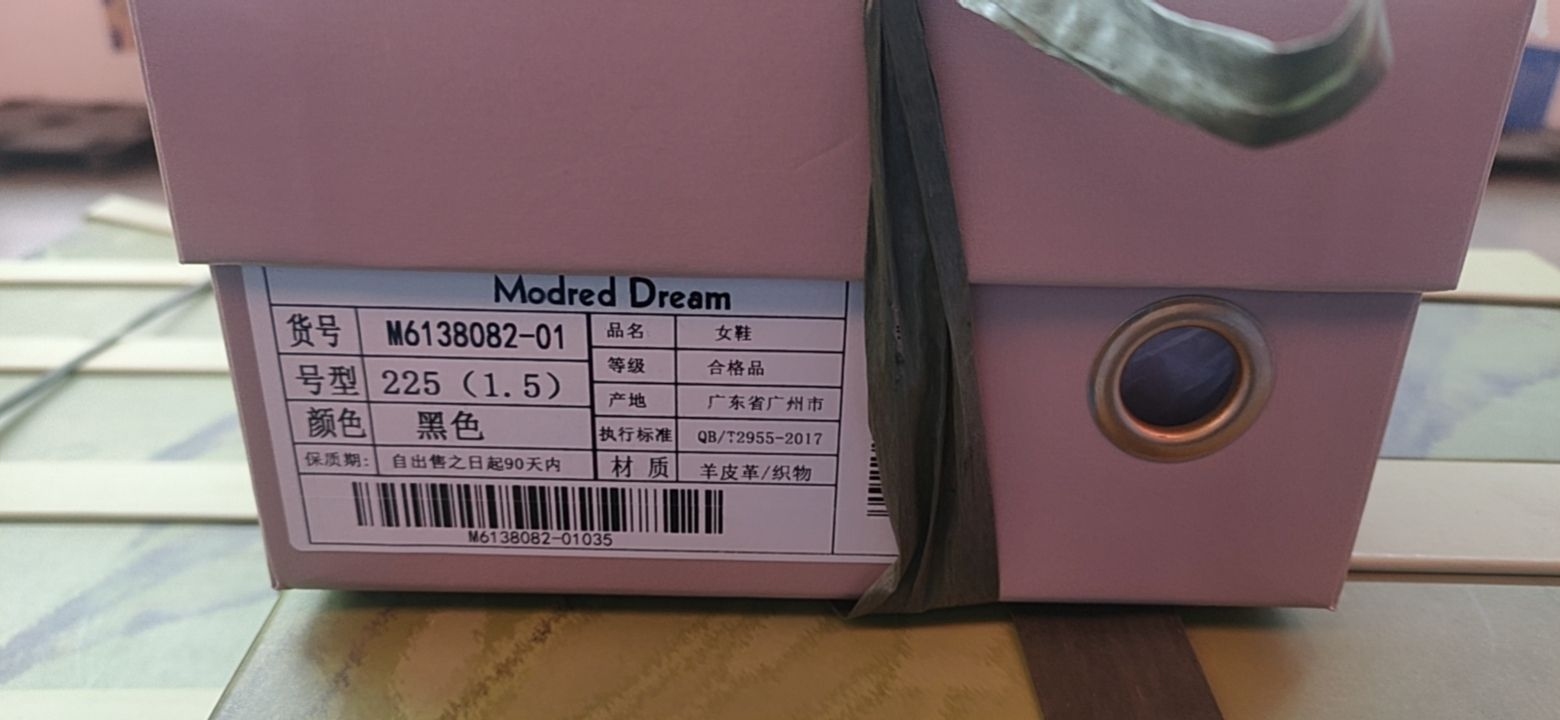 Modred Dream
货号 M6138082-01 品名 女鞋
号型 225（1.5） 等级 合格品
产地 广东省广州市
颜色 黑色 执行标准 QB/T2955-2017
保质期: 自出售之日起90天内 材 质 羊皮革/织物
M6138082-01035